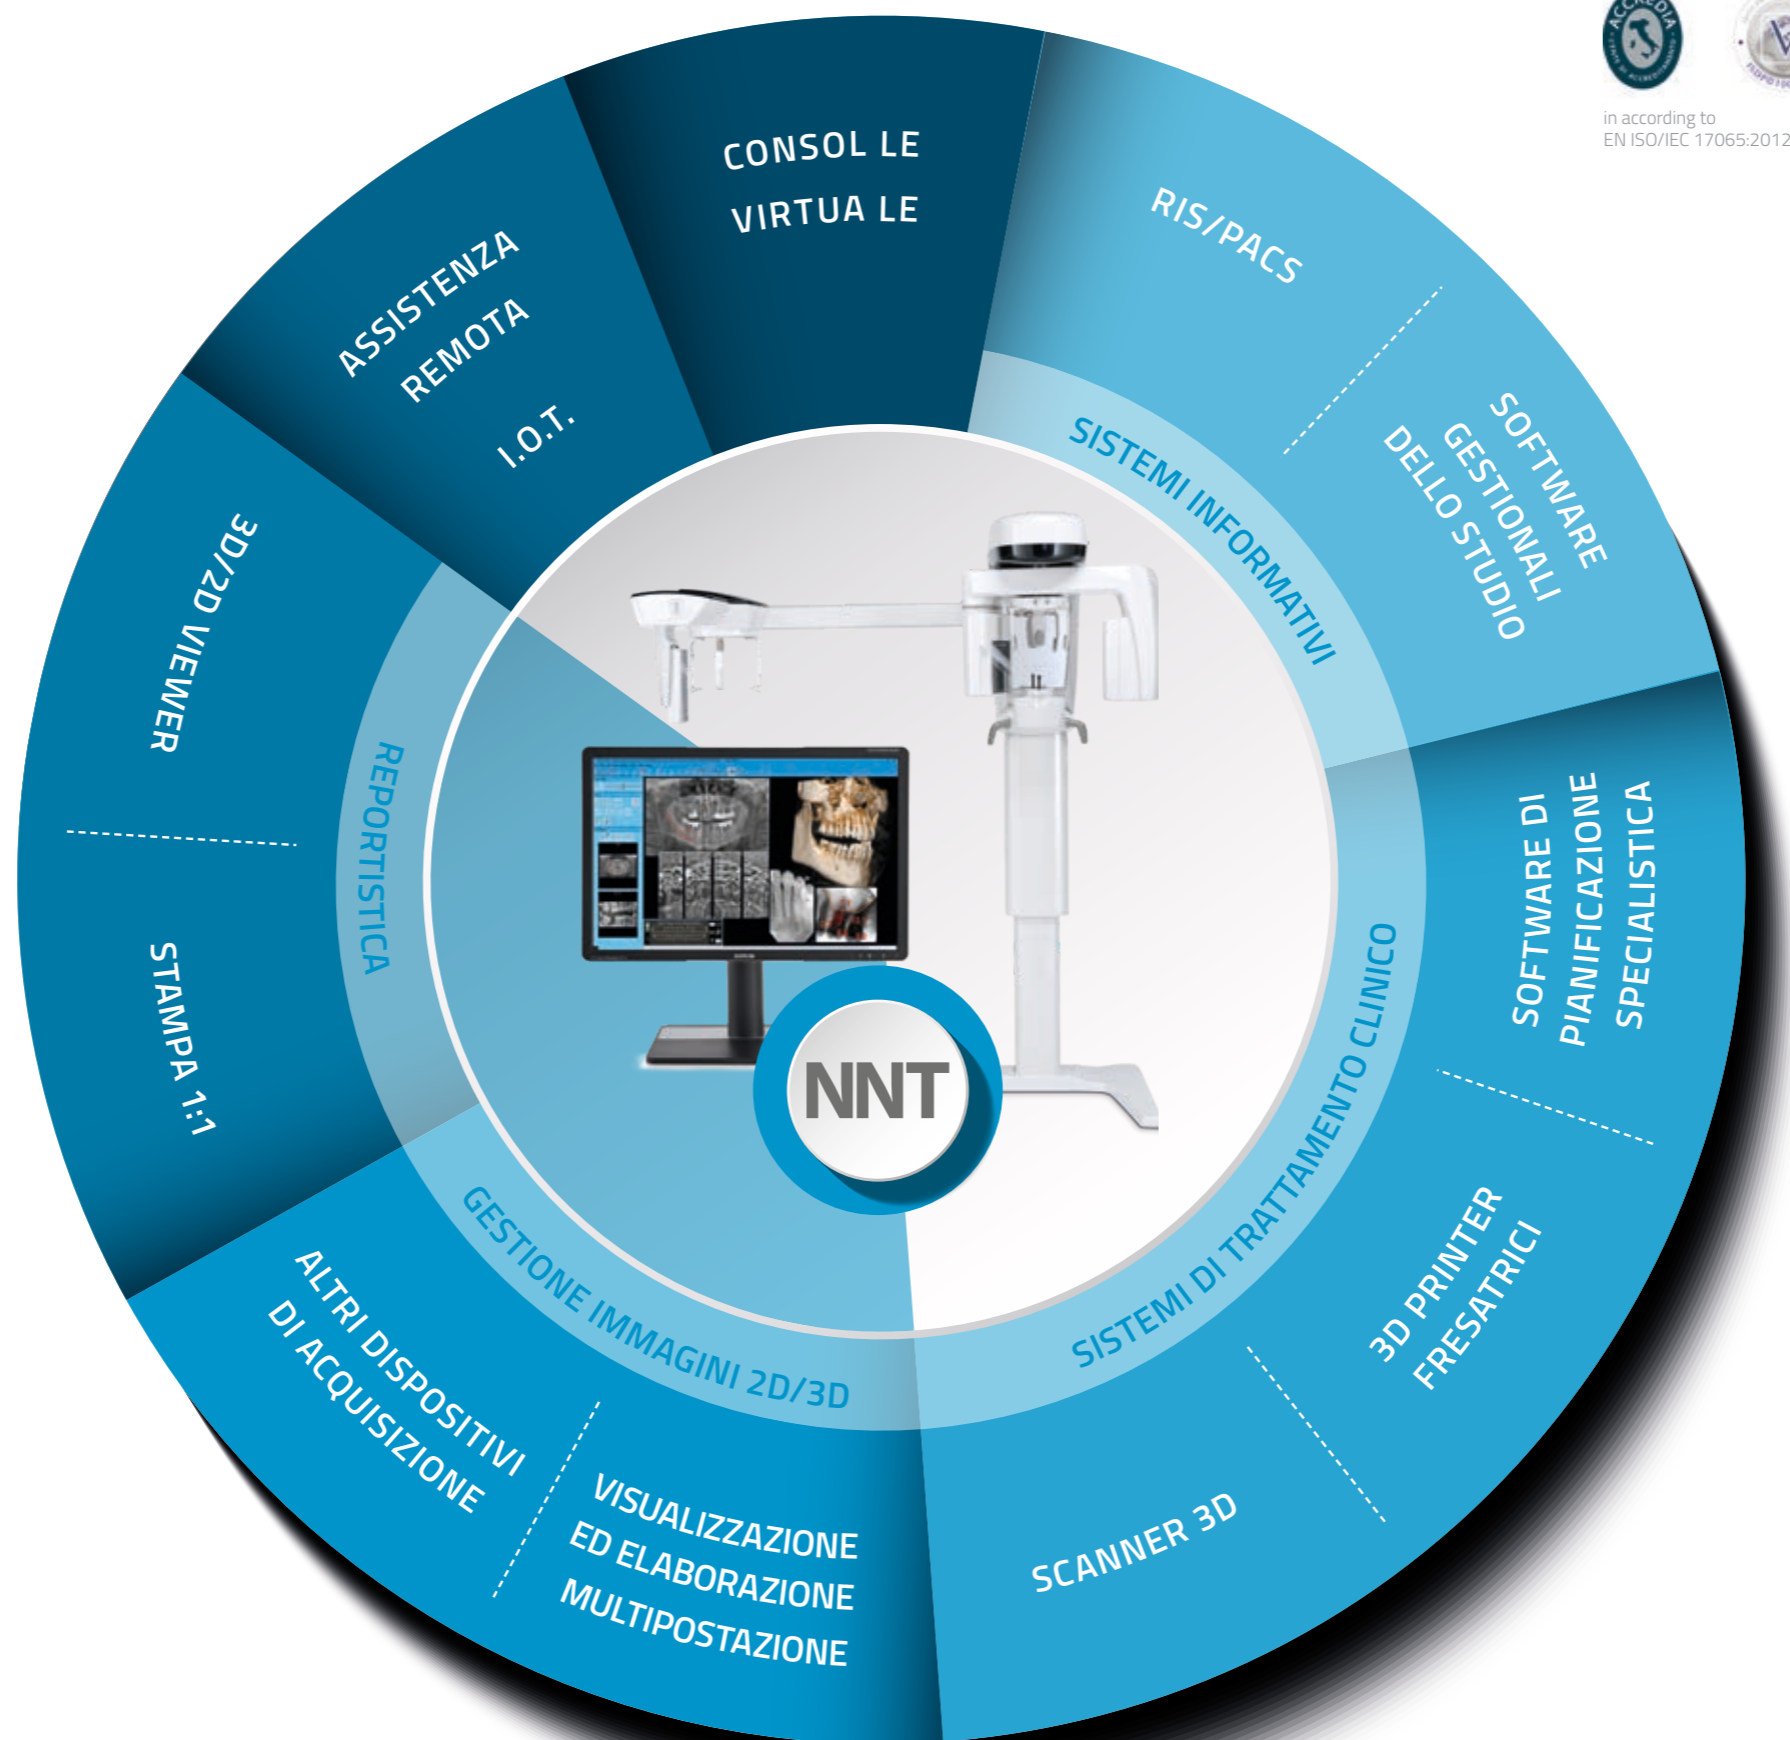 ACCREDIA
in according to
EN ISO/IEC 17065:2012
CONSOL LE
VIRTUA LE
RIS/PACS
SOFTWARE
GESTIONALI
DELLO STUDIO
SISTEMI INFORMATIVI
SOFTWARE DI
PIANIFICAZIONE
SPECIALISTICA
3D PRINTER
FRESATRICI
SCANNER 3D
SISTEMI DI TRATTAMENTO CLINICO
VISUALIZZAZIONE
ED ELABORAZIONE
MULTIPOSTAZIONE
ALTRI DISPOSITIVI
DI ACQUISIZIONE
GESTIONE IMMAGINI 2D/3D
STAMPA 1:1
3D/2D VIEWER
REPORTISTICA
ASSISTENZA
REMOTA
I.O.T.
NNT